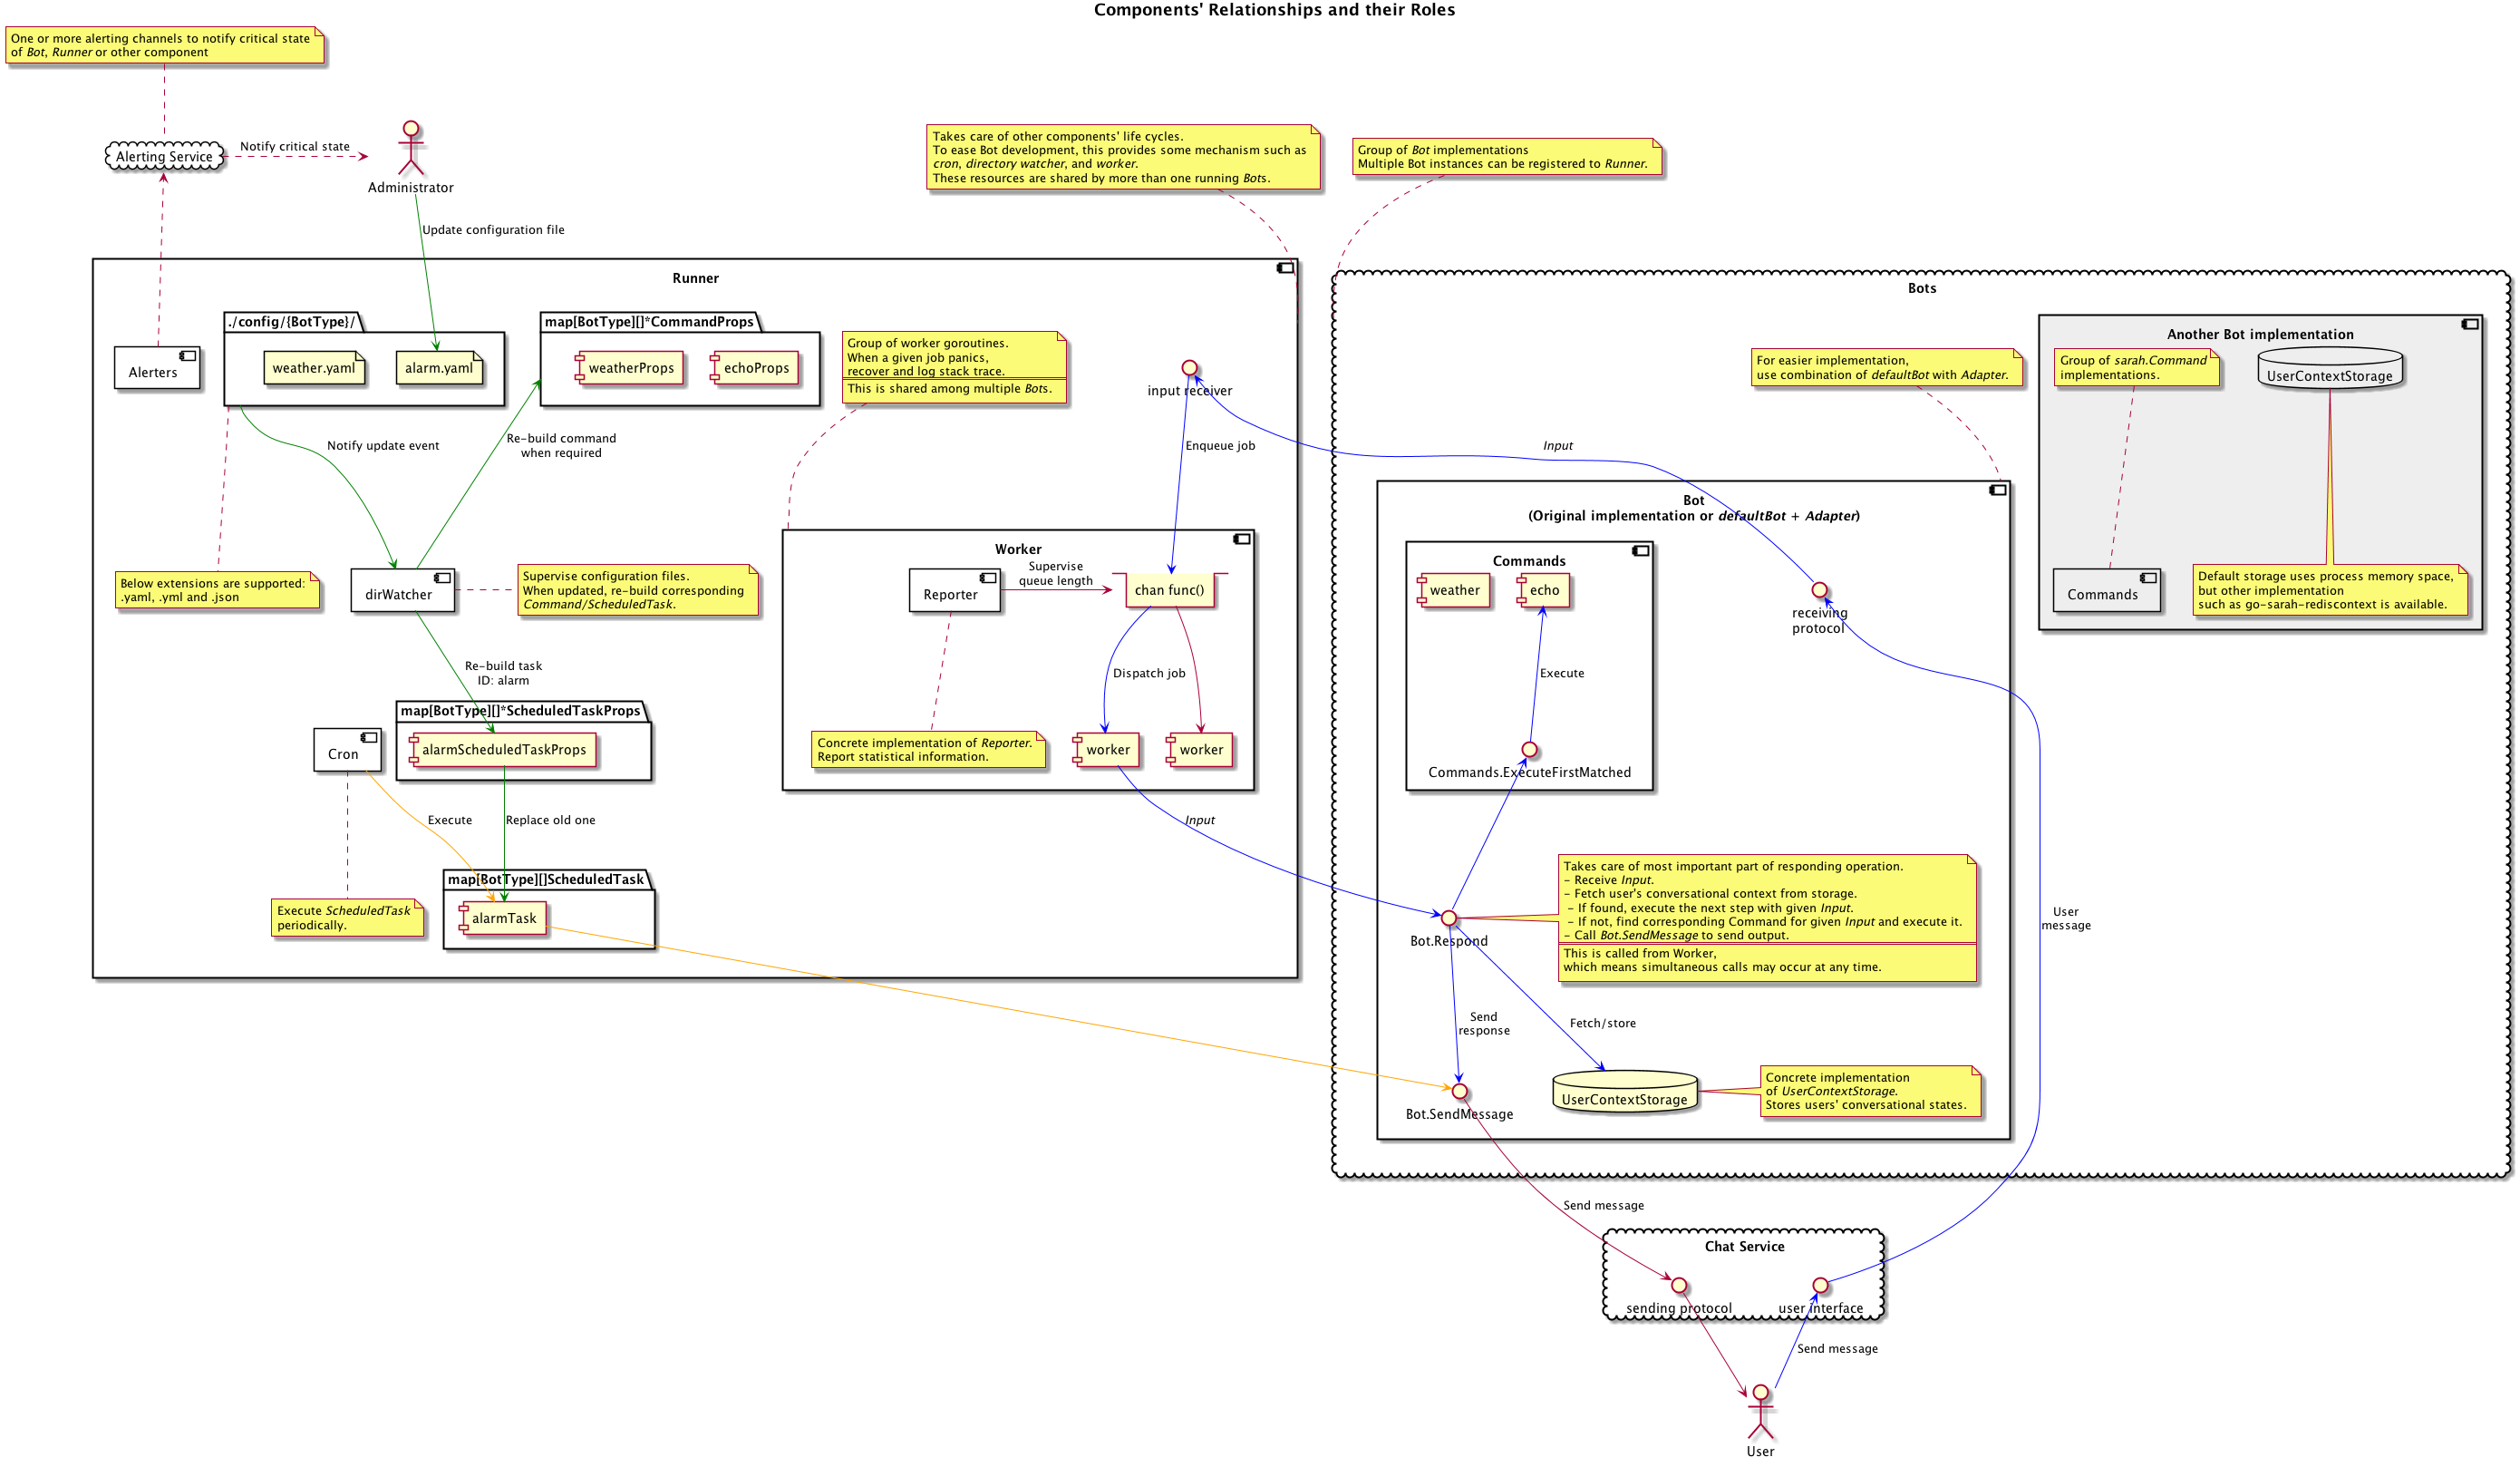 Components' Relationships and their Roles
One or more alerting channels to notify critical state
of Bot, Runner or other component
Alerting Service
Notify critical state
Administrator
Update configuration file
Takes care of other components' life cycles.
To ease Bot development, this provides some mechanism such as
cron, directory watcher, and worker.
These resources are shared by more than one running Bots.
Group of Bot implementations
Multiple Bot instances can be registered to Runner.
Runner
Alerters
./config/{BotType}/
weather.yaml
alarm.yaml
map[BotType][]*CommandProps
weatherProps
echoProps
Group of worker goroutines.
When a given job panics,
recover and log stack trace.
This is shared among multiple Bots.
input receiver
Notify update event
Re-build command
when required
Enqueue job
Input
Below extensions are supported:
.yaml, .yml and .json
dirWatcher
Supervise configuration files.
When updated, re-build corresponding
Command/ScheduledTask.
Worker
Reporter
Supervise
queue length
chan func()
Dispatch job
Concrete implementation of Reporter.
Report statistical information.
worker
worker
Re-build task
ID: alarm
map[BotType][]*ScheduledTaskProps
alarmScheduledTaskProps
Cron
Execute
Replace old one
Input
Execute ScheduledTask
periodically.
map[BotType][]ScheduledTask
alarmTask
Bots
For easier implementation,
use combination of defaultBot with Adapter.
Another Bot implementation
Group of sarah.Command
implementations.
UserContextStorage
Commands
Default storage uses process memory space,
but other implementation
such as go-sarah-rediscontext is available.
Bot
(Original implementation or defaultBot + Adapter)
Commands
weather
echo
Execute
Commands.ExecuteFirstMatched
receiving
protocol
Takes care of most important part of responding operation.
- Receive Input.
- Fetch user's conversational context from storage.
- If found, execute the next step with given Input.
- If not, find corresponding Command for given Input and execute it.
- Call Bot.SendMessage to send output.
This is called from Worker,
which means simultaneous calls may occur at any time.
Bot.Respond
User
message
Send
response
Fetch/store
Bot.SendMessage
UserContextStorage
Concrete implementation
of UserContextStorage.
Stores users' conversational states.
Send message
Chat Service
sending protocol
user interface
Send message
User